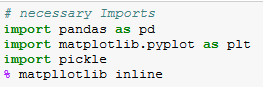 # necessary Imports
import pandas as pd
import matplotlib.pyplot as plt
import pickle
% matpllotlib inline